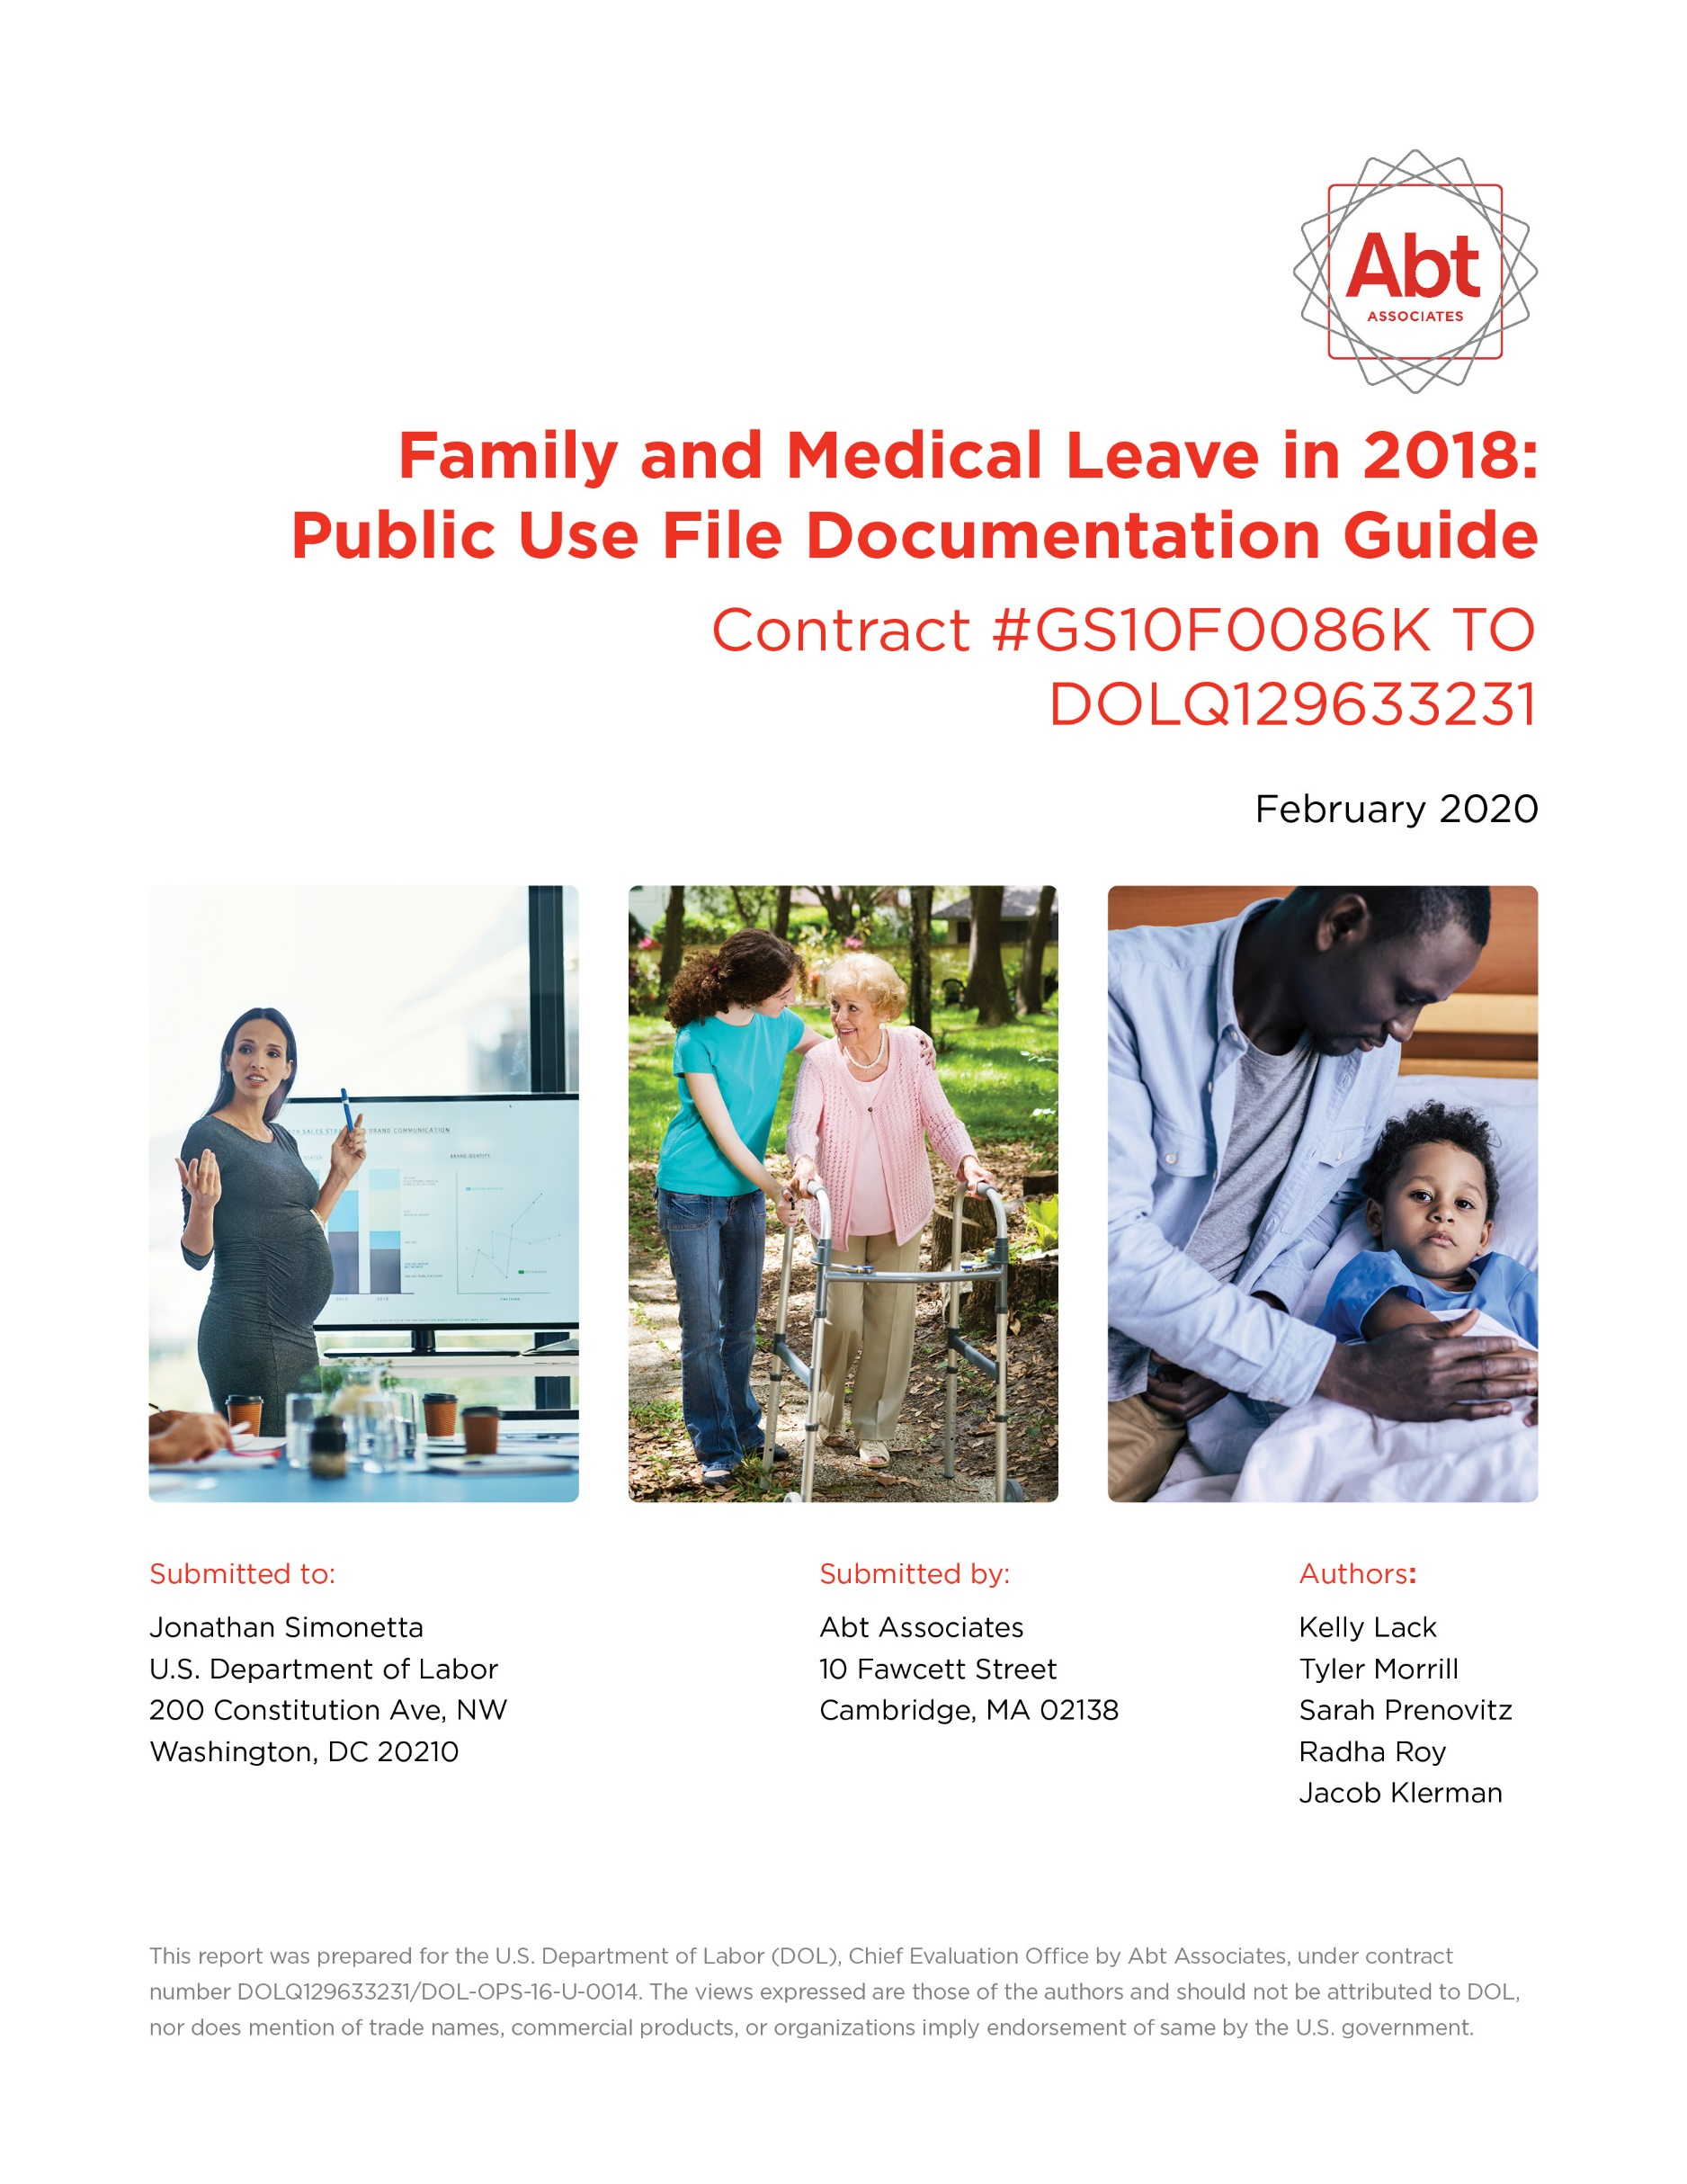 Abt
ASSOCIATES
Family and Medical Leave in 2018:
Public Use File Documentation Guide
Contract #GS10F0086K TO
DOLQ129633231
February 2020
BRAND COMMUNICATION
BRAND IDENTITY
Submitted to:
Jonathan Simonetta
U.S. Department of Labor
200 Constitution Ave, NW
Washington, DC 20210
Submitted by:
Abt Associates
10 Fawcett Street
Cambridge, MA 02138
Authors:
Kelly Lack
Tyler Morrill
Sarah Prenovitz
Radha Roy
Jacob Klerman
This report was prepared for the U.S. Department of Labor (DOL), Chief Evaluation Office by Abt Associates, under contract
number DOLQ129633231/DOL-OPS-16-U-0014. The views expressed are those of the authors and should not be attributed to DOL,
nor does mention of trade names, commercial products, or organizations imply endorsement of same by the U.S. government.